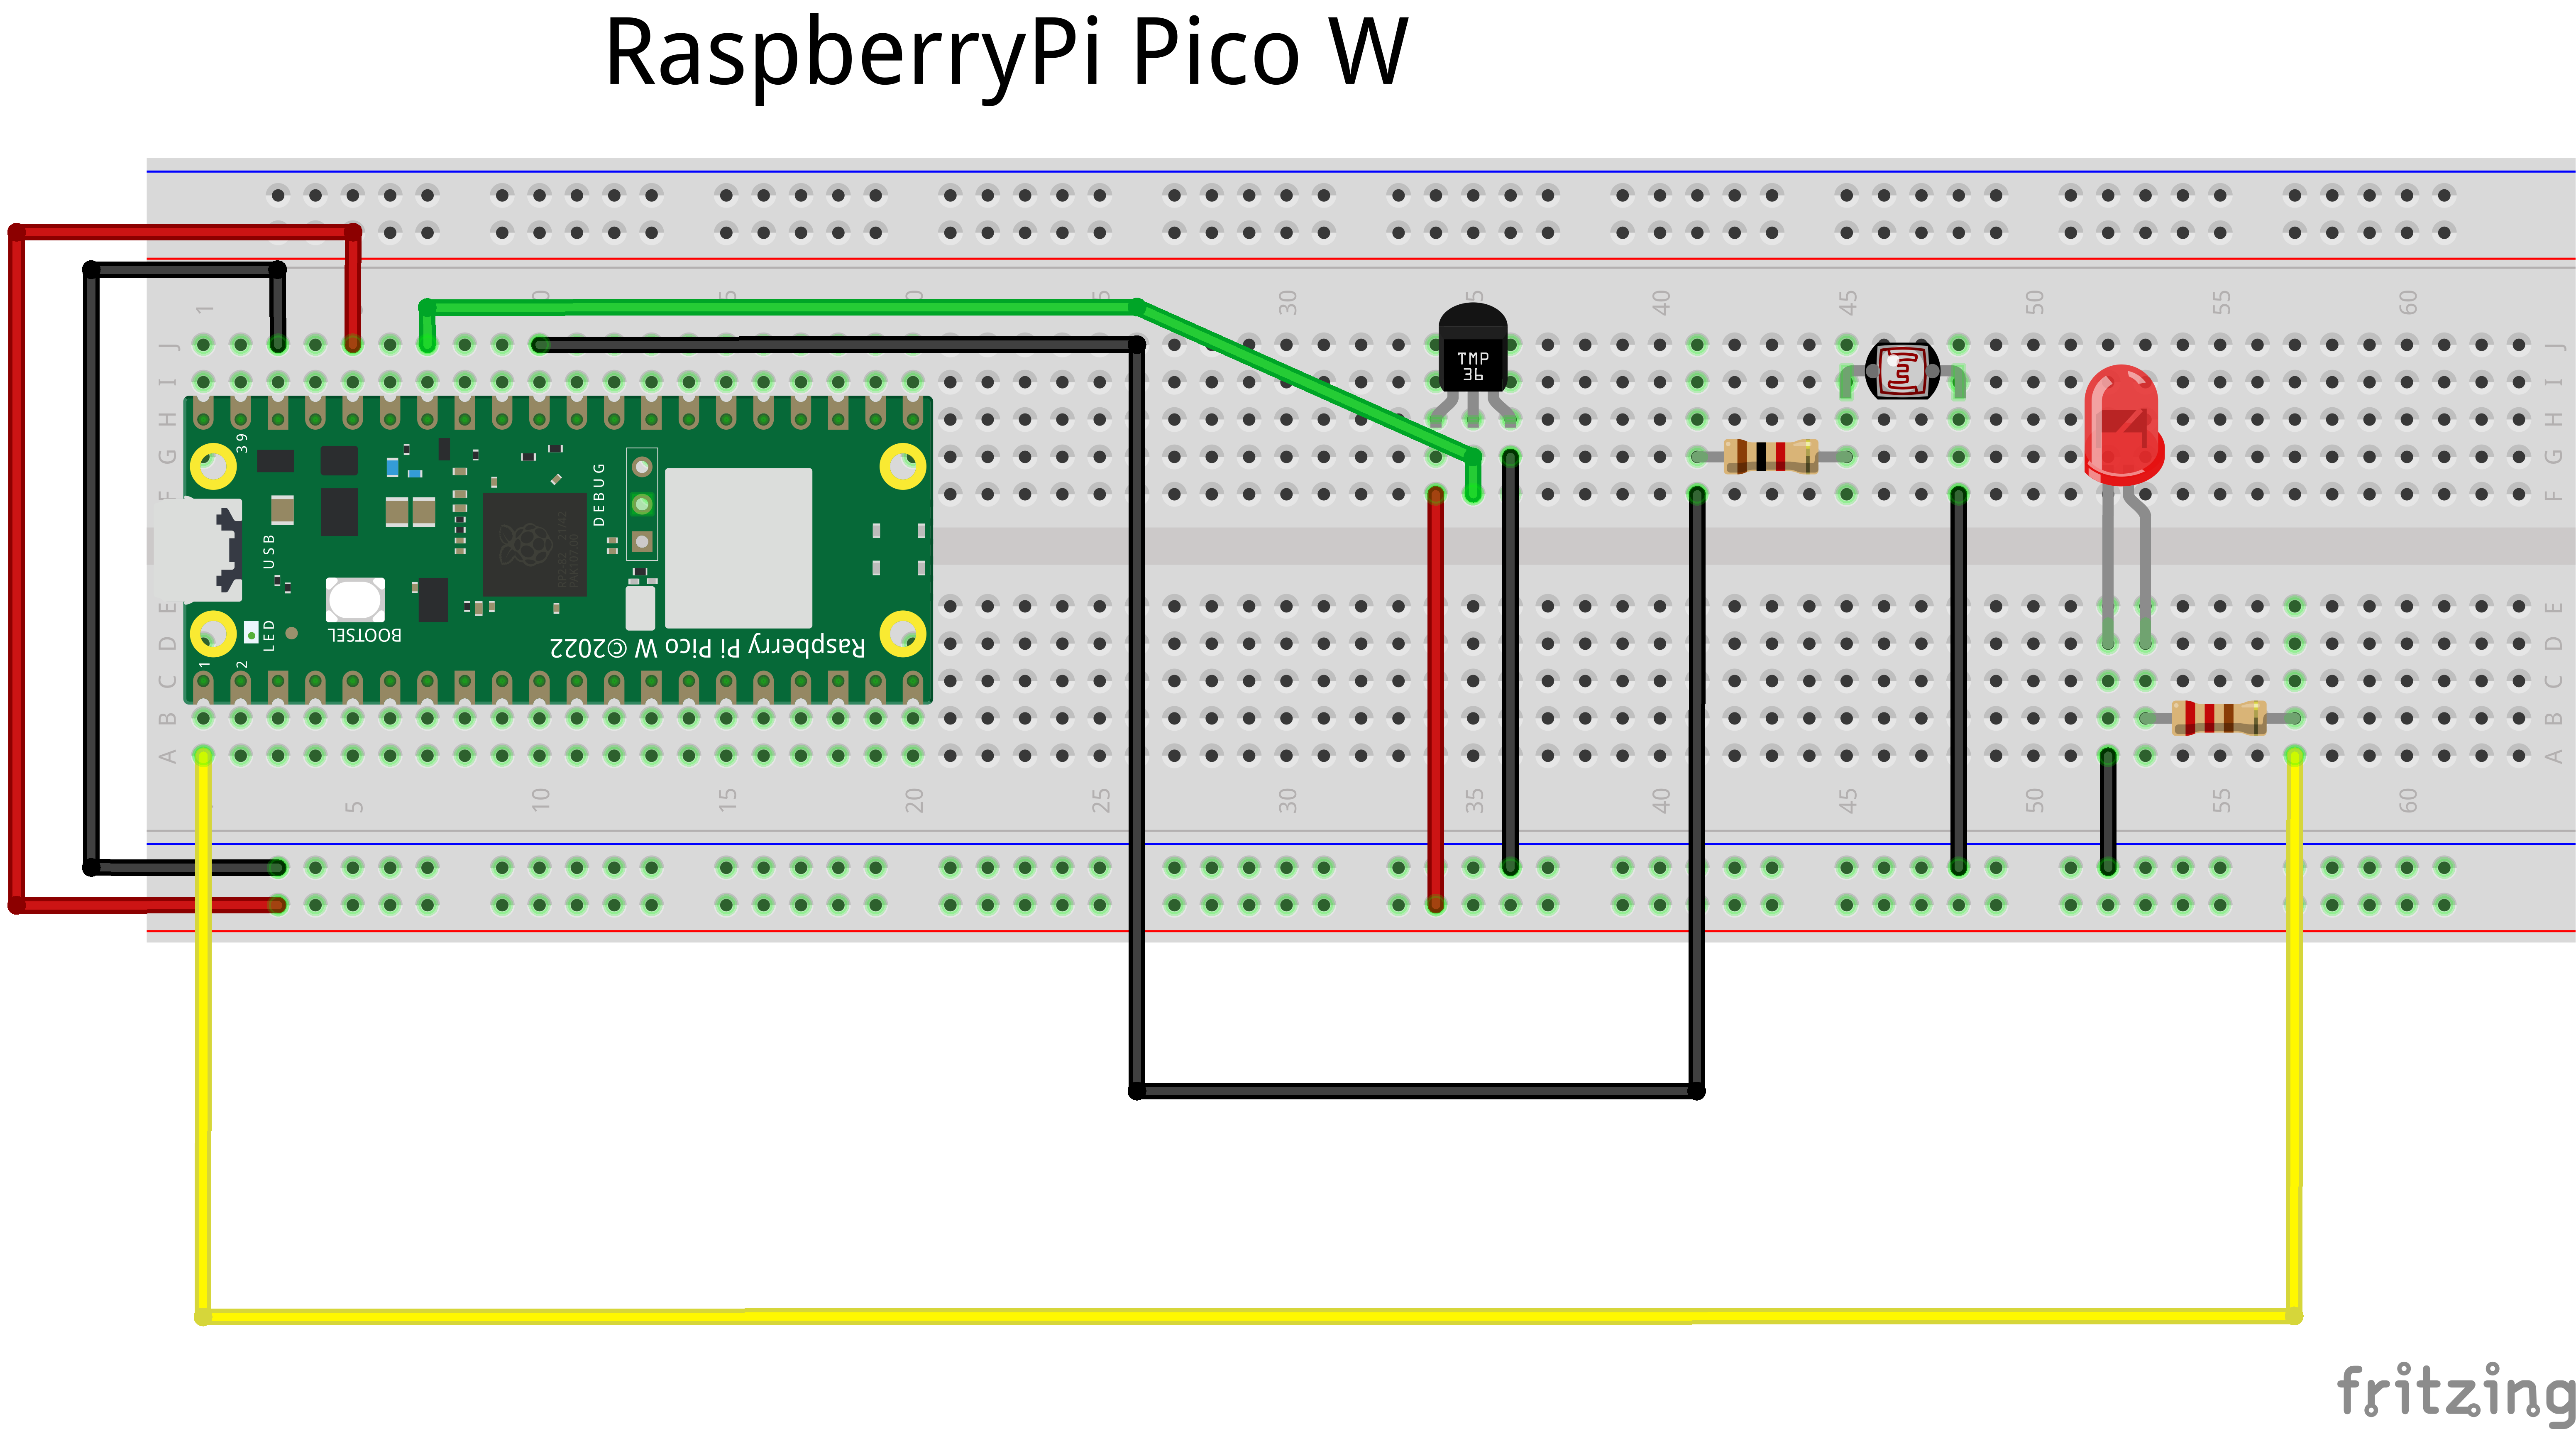 RaspberryPi Pico W
1 30 35 40 45 50 55 60
J J
I I
H H
G G
F F
E E
D D
C C
B B
A A
39
USB
LED
1 2
BOOTSEL
DEBUG
Raspberry Pi Pico W ©2022
TMP
36
5 10 15 20 25 30 35 40 45 50 55 60
fritzing